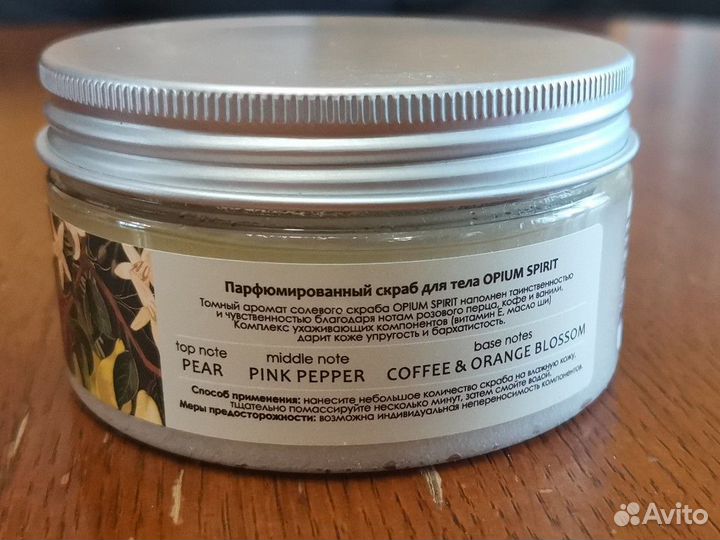 Парфюмированный скраб для тела OPIUM SPIRIT
Томный аромат солевого скраба OPIUM SPIRIT наполнен таинственностью
и чувственностью благодаря нотам розового перца, кофе и ванили.
Комплекс ухаживающих компонентов (витамин Е, масло ши)
дарит коже упругость и бархатистость.
top note middle note base notes
PEAR PINK PEPPER COFFEE & ORANGE BLOSSOM
Способ применения: нанесите небольшое количество скраба на влажную кожу,
тщательно помассируйте несколько минут, затем смойте водой.
Меры предосторожности: возможна индивидуальная непереносимость компонентов.
Avito